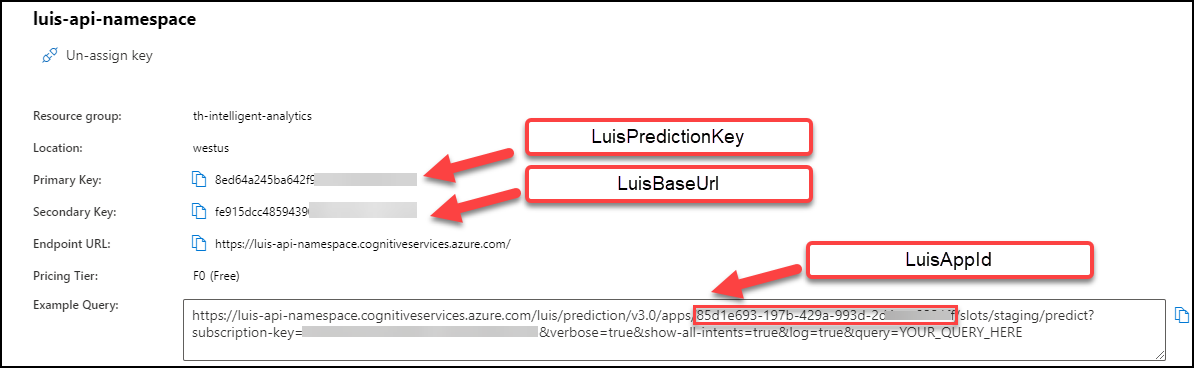 luis-api-namespace
Un-assign key
Resource group: th-intelligent-analytics
LuisPredictionKey
Location: westus
Primary Key: 8ed64a245ba642f9
LuisBaseUrl
Secondary Key: fe915dcc4859439
Endpoint URL: https://luis-api-namespace.cognitiveservices.azure.com/
LuisAppId
Pricing Tier: F0 (Free)
Example Query:
https://luis-api-namespace.cognitiveservices.azure.com/luis/prediction/v3.0/apps/85d1e693-197b-429a-993d-2d /slots/staging/predict?
subscription-key= &verbose=true&show-all-intents=true&log=true&query=YOUR_QUERY_HERE